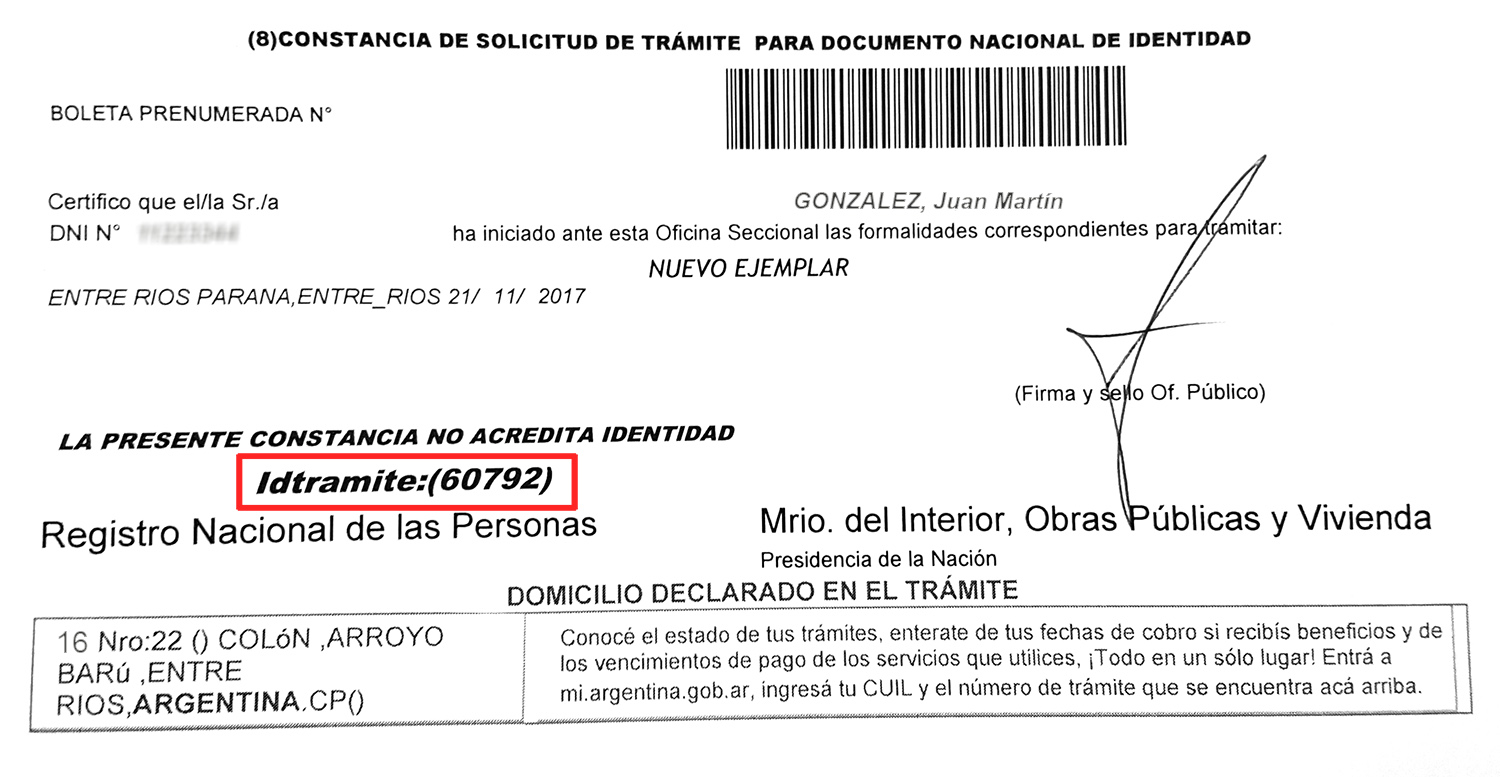 (8)CONSTANCIA DE SOLICITUD DE TRÁMITE PARA DOCUMENTO NACIONAL DE IDENTIDAD
BOLETA PRENUMERADA N°
Certifico que el/la Sr./a GONZALEZ, Juan Martín
DNI N° ha iniciado ante esta Oficina Seccional las formalidades correspondientes para tramitar:
NUEVO EJEMPLAR
ENTRE RIOS PARANA,ENTRE_RIOS 21/ 11/ 2017
(Firma y sello Of. Público)
LA PRESENTE CONSTANCIA NO ACREDITA IDENTIDAD
Idtramite:(60792)
Registro Nacional de las Personas
Mrio. del Interior, Obras Públicas y Vivienda
Presidencia de la Nación
DOMICILIO DECLARADO EN EL TRÁMITE
16 Nro:22 () COLóN ,ARROYO
BARú ,ENTRE
RIOS,ARGENTINA.CP()
Conocé el estado de tus trámites, enterate de tus fechas de cobro si recibís beneficios y de
los vencimientos de pago de los servicios que utilices, ¡Todo en un sólo lugar! Entrá a
mi.argentina.gob.ar, ingresá tu CUIL y el número de trámite que se encuentra acá arriba.